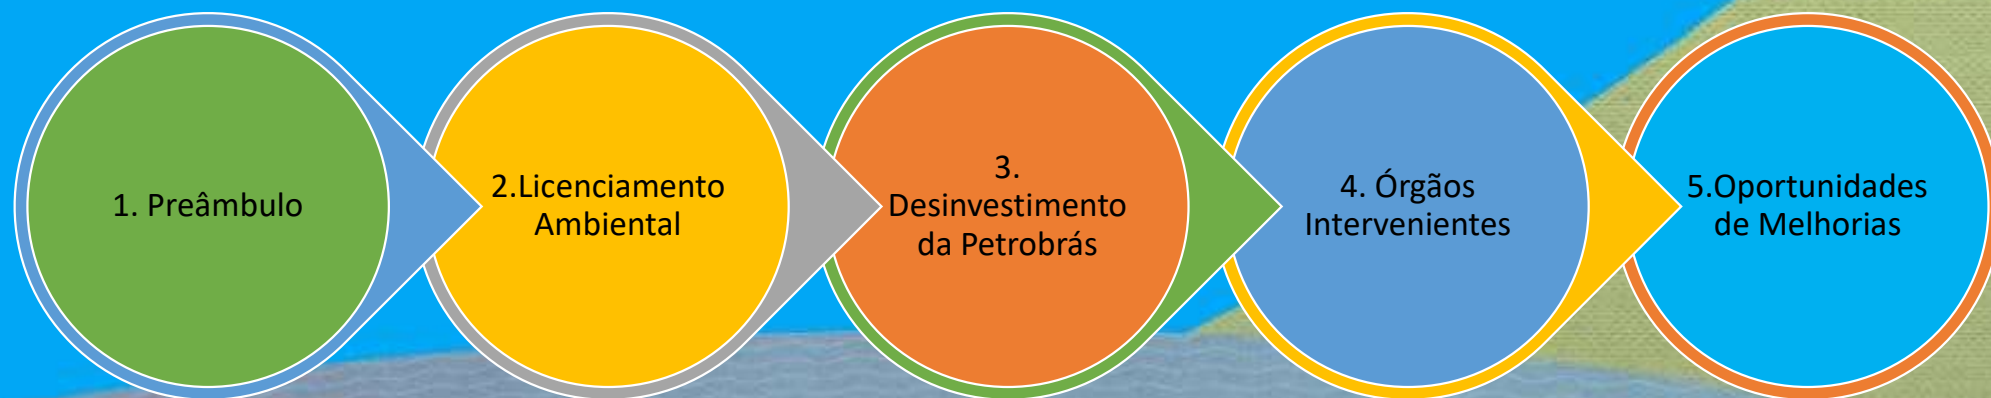 1. Preâmbulo
2.Licenciamento
Ambiental
3.
Desinvestimento
da Petrobrás
4. Órgãos
Intervenientes
5.Oportunidades
de Melhorias